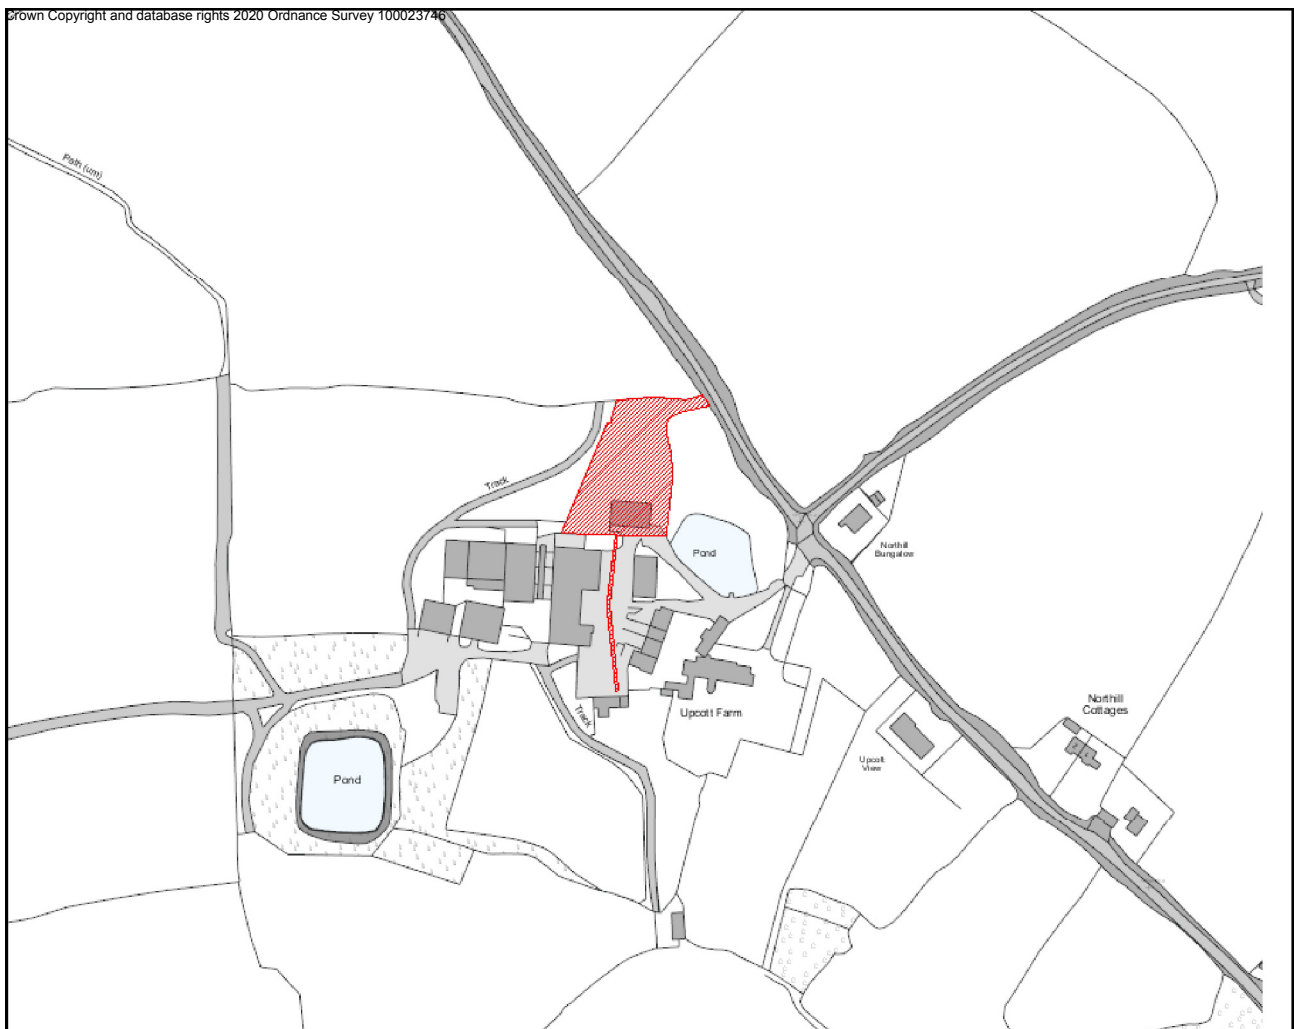 Crown Copyright and database rights 2020 Ordnance Survey 100023746
Path (um)
Track
Pond
Northill
Bungalow
Northill
Cottages
Upcott Farm
Track
Upcott
View
Pond